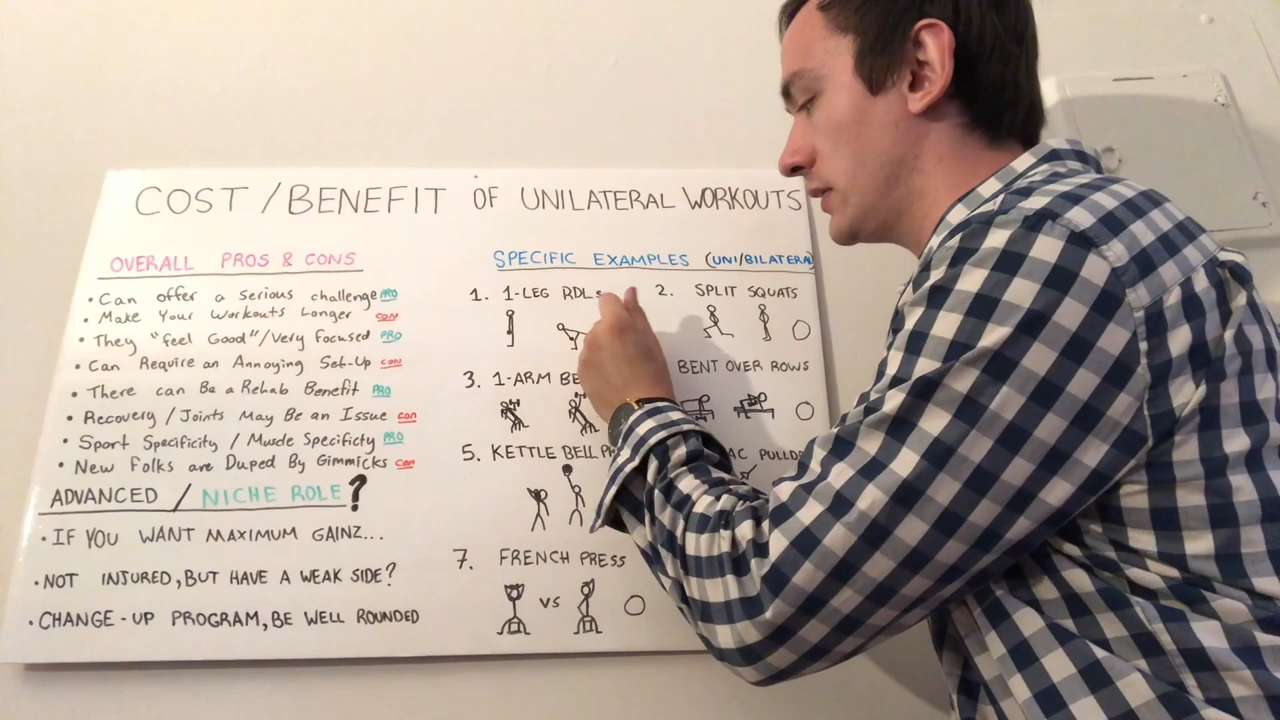 COST/BENEFIT OF UNILATERAL WORKOUTS
OVERALL PROS & CONS
• Can offer a serious challenge PRO
• Make Your Workouts Longer CON
• They "feel Good"/Very Focused PRO
• Can Require an Annoying Set-Up CON
• There can Be a Rehab Benefit PRO
• Recovery/Joints May Be an Issue CON
• Sport Specificity / Muscle Specificty PRO
• New Folks are Duped By Gimmicks CON
ADVANCED / NICHE ROLE?
• IF YOU WANT MAXIMUM GAINZ...
• NOT INJURED, BUT HAVE A WEAK SIDE?
• CHANGE-UP PROGRAM, BE WELL ROUNDED
SPECIFIC EXAMPLES (UNI/BILATERAL)
1. 1-LEG RDLs
2. SPLIT SQUATS
3. 1-ARM
BENT OVER ROWS
5. KETTLE BELL
7. FRENCH PRESS
VS